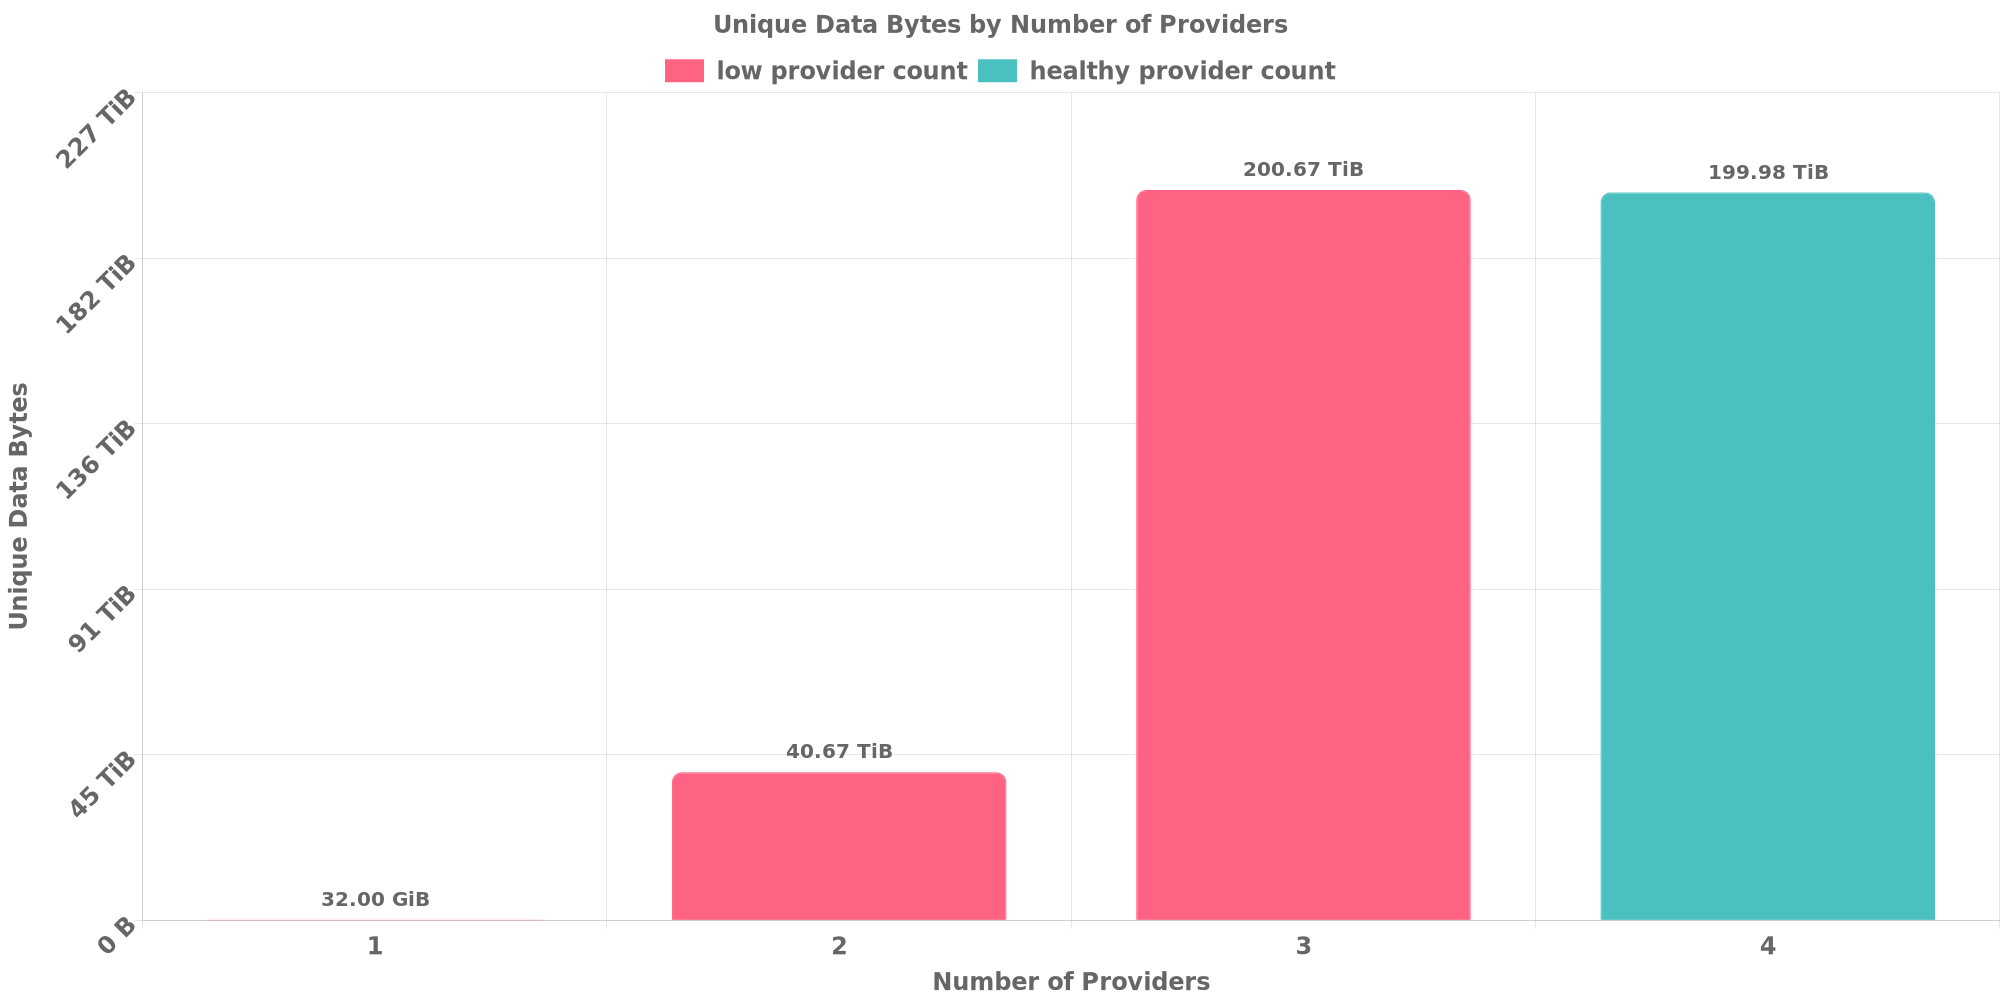 Unique Data Bytes by Number of Providers
low provider count healthy provider count
227 TiB
182 TiB
136 TiB
91 TiB
45 TiB
0 B
Unique Data Bytes
32.00 GiB
40.67 TiB
200.67 TiB
199.98 TiB
1 2 3 4
Number of Providers